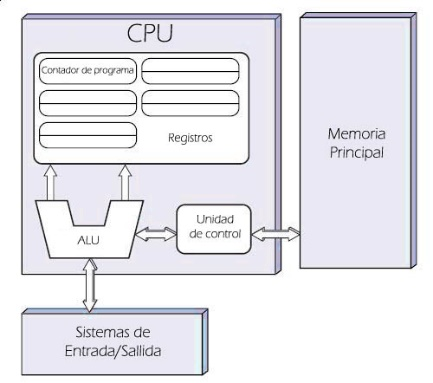 CPU
Contador de programa
Registros
Memoria
Principal
ALU
Unidad
de control
Sistemas de
Entrada/Sallida